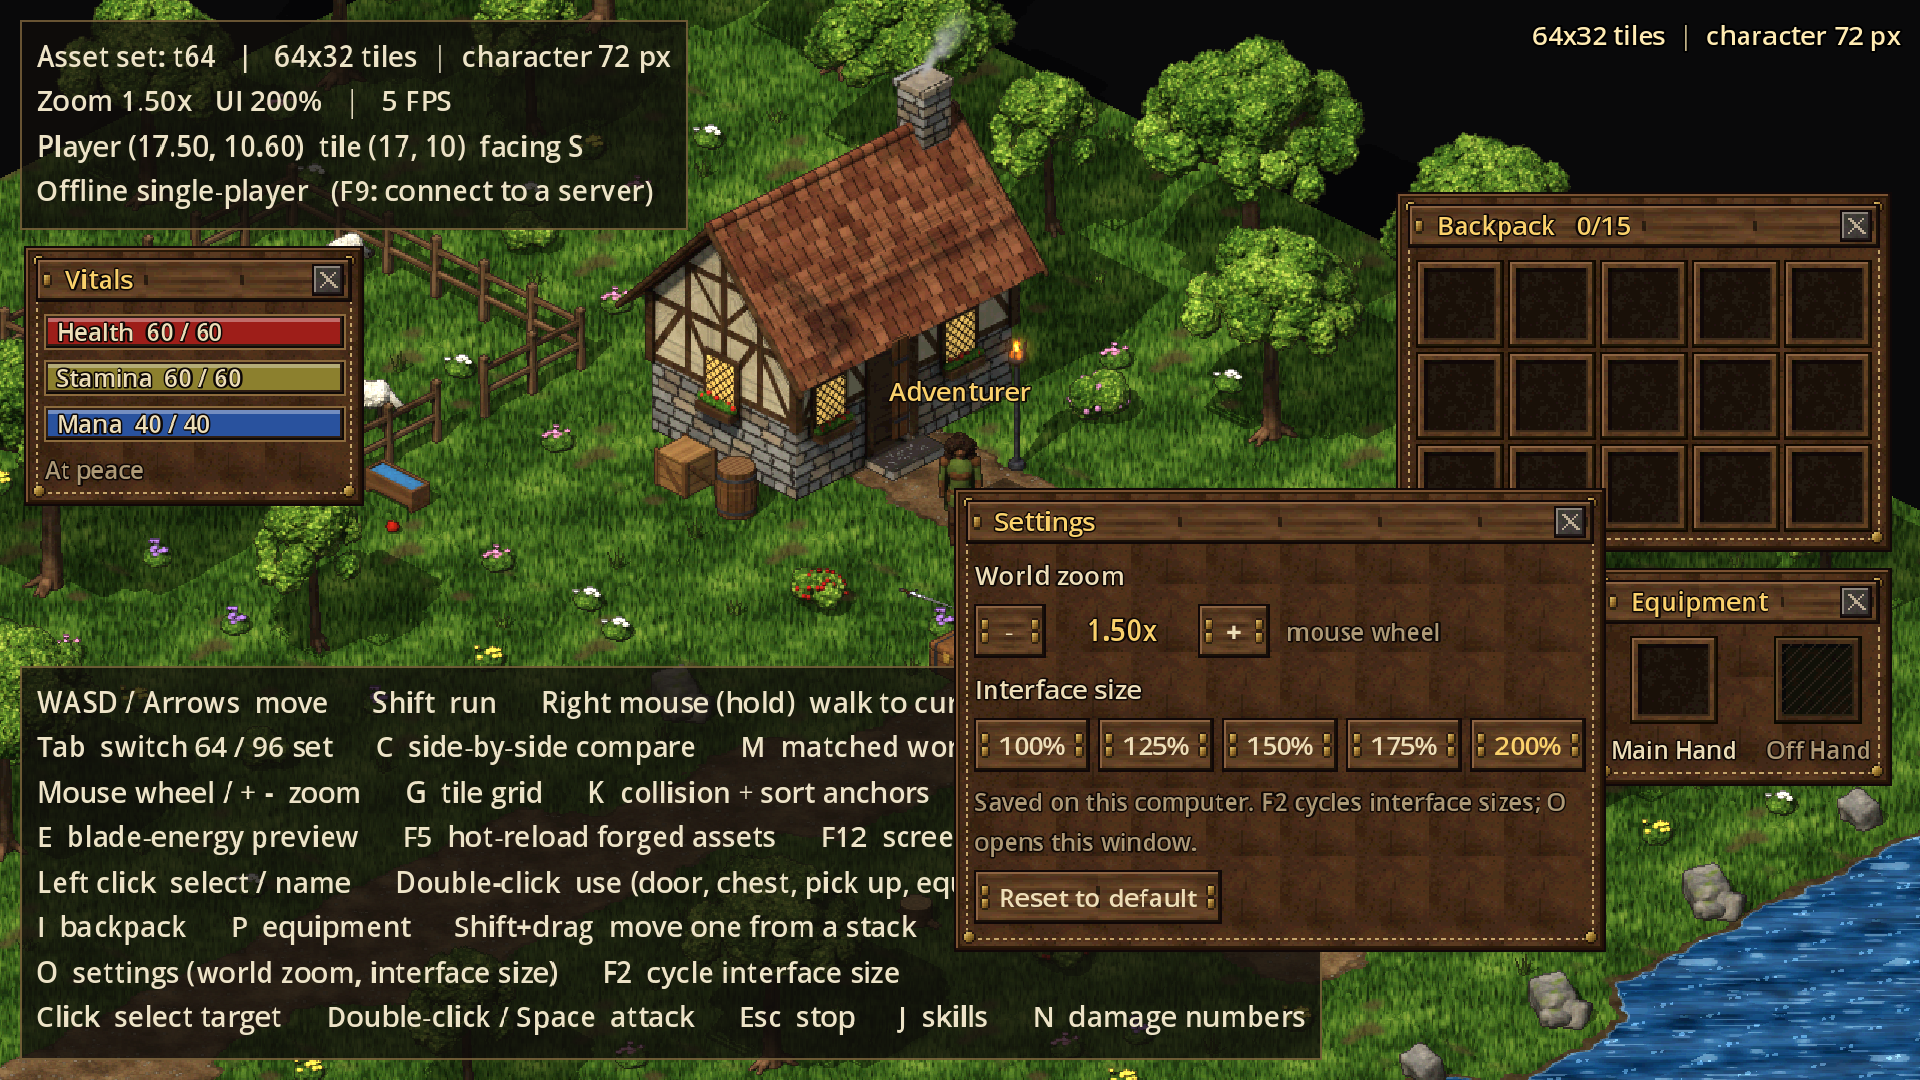 Asset set: t64 | 64x32 tiles | character 72 px
Zoom 1.50x UI 200% | 5 FPS
Player (17.50, 10.60) tile (17, 10) facing S
Offline single-player (F9: connect to a server)
64x32 tiles | character 72 px
Vitals
Health 60 / 60
Stamina 60 / 60
Mana 40 / 40
At peace
Adventurer
Backpack 0/15
Settings
World zoom
- 1.50x + mouse wheel
Interface size
100% 125% 150% 175% 200%
Saved on this computer. F2 cycles interface sizes; O
opens this window.
Reset to default
Equipment
Main Hand Off Hand
WASD / Arrows move Shift run Right mouse (hold) walk to
Tab switch 64 / 96 set C side-by-side compare M matched
Mouse wheel / + - zoom G tile grid K collision + sort anchors
E blade-energy preview F5 hot-reload forged assets F12
Left click select / name Double-click use (door, chest, pick up,
I backpack P equipment Shift+drag move one from a stack
O settings (world zoom, interface size) F2 cycle interface size
Click select target Double-click / Space attack Esc stop J skills N damage numbers